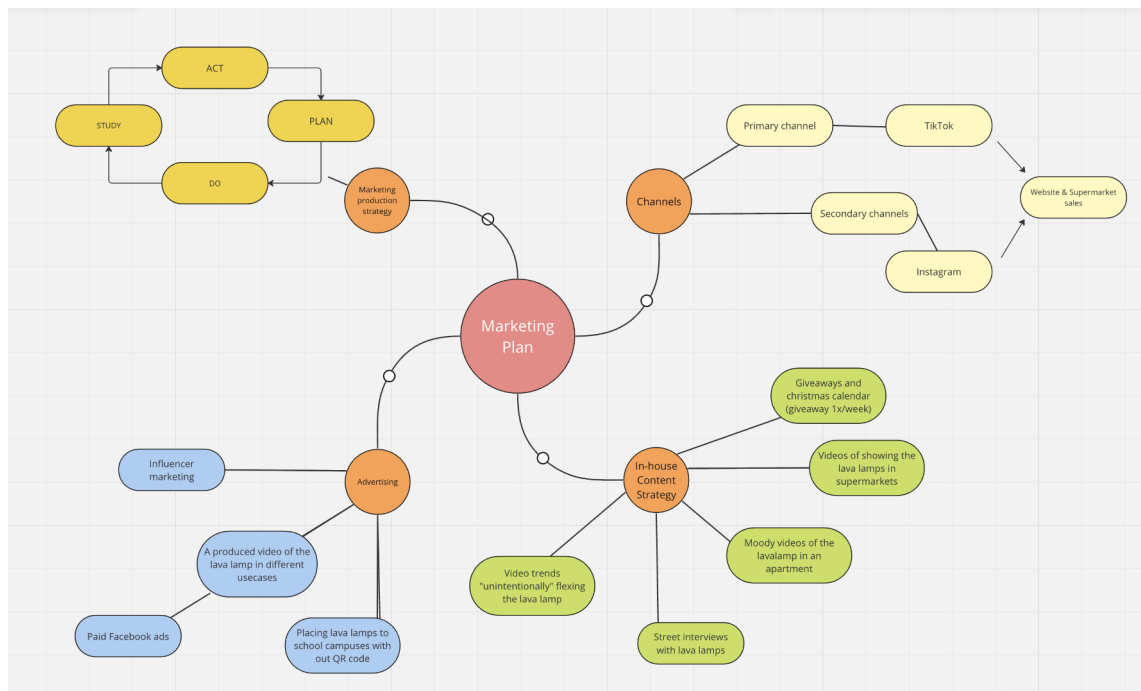 ACT
PLAN
STUDY
DO
Marketing
production
strategy
Primary channel
TikTok
Channels
Secondary channels
Website & Supermarket
sales
Instagram
Marketing
Plan
Giveaways and
christmas calendar
(giveaway 1x/week)
Videos of showing the
lava lamps in
supermarkets
In-house
Content
Strategy
Moody videos of the
lavalamp in an
apartment
Video trends
"unintentionally" flexing
the lava lamp
Street interviews
with lava lamps
Influencer
marketing
Advertising
A produced video of the
lava lamp in different
usecases
Paid Facebook ads
Placing lava lamps to
school campuses with
out QR code